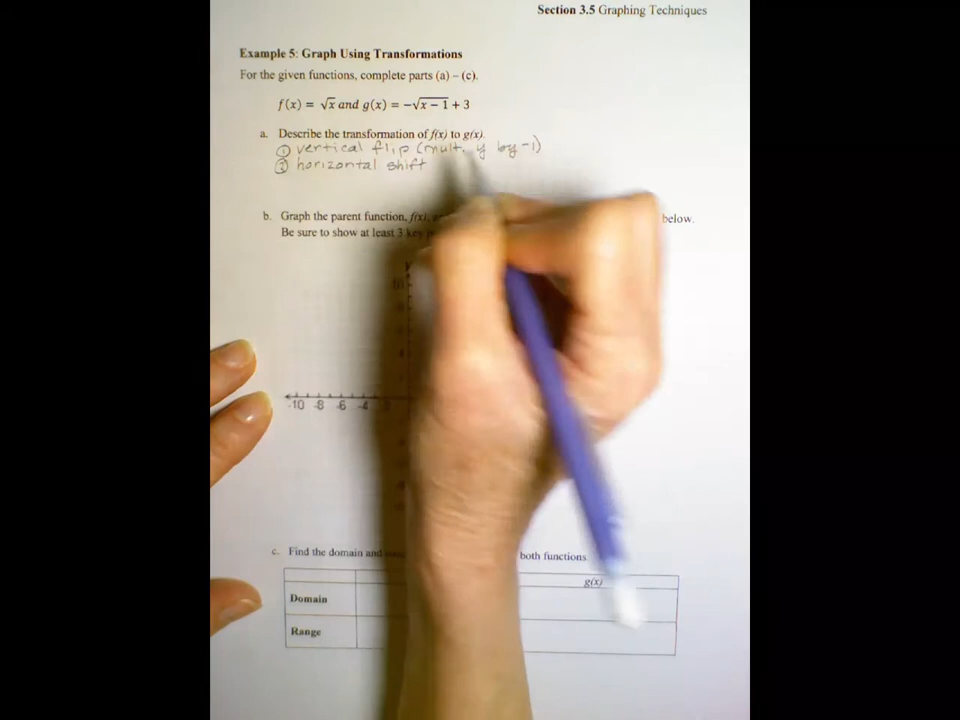 Section 3.5 Graphing Techniques
Example 5: Graph Using Transformations
For the given functions, complete parts (a) – (c).
f(x) = √x and g(x) = −√x − 1 + 3
a. Describe the transformation of f(x) to g(x).
① vertical flip (mult. y by -1)
② horizontal shift
b. Graph the parent function, f(x), below.
Be sure to show at least 3 key
-10 -8 -6 -4
c. Find the domain and both functions.
g(x)
Domain
Range